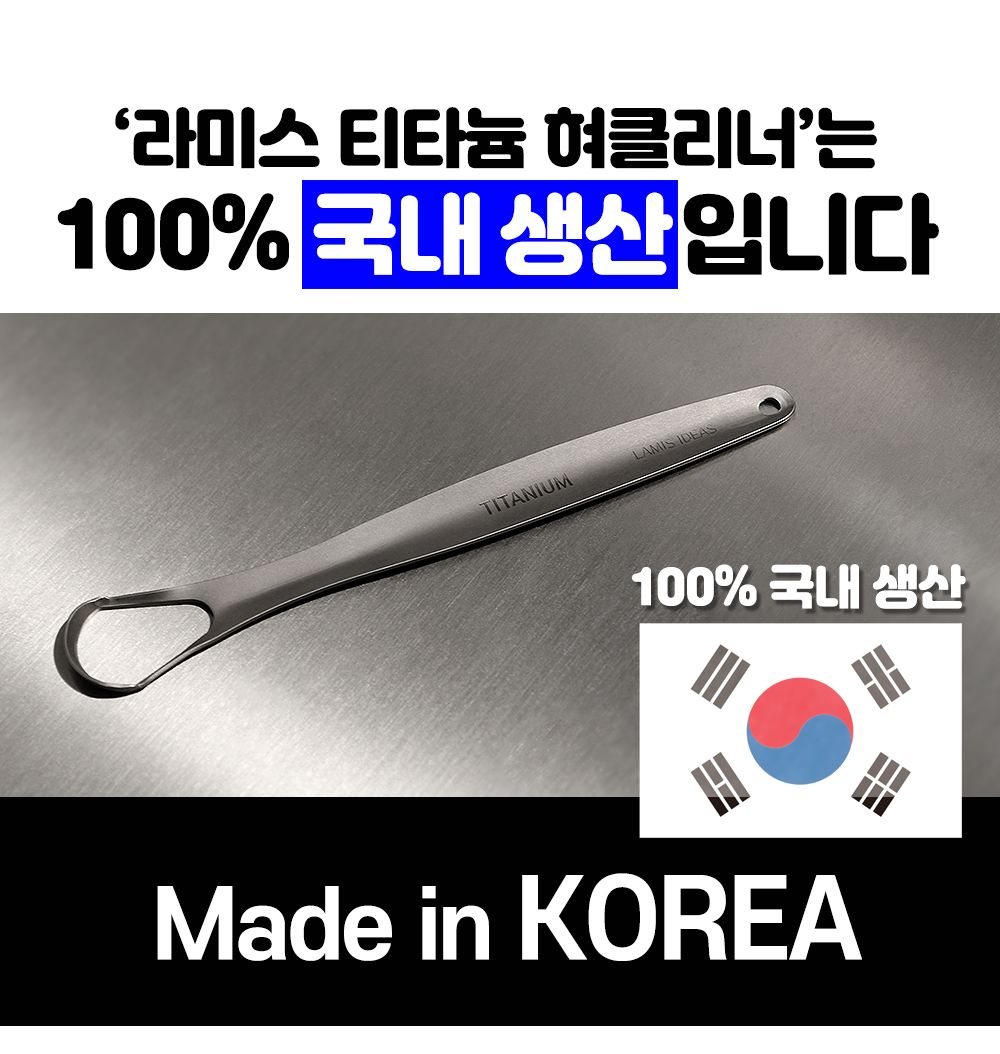 ‘라미스 티타늄 혀클리너’는
100% 국내 생산입니다
LAMIS IDEAS
TITANIUM
100% 국내 생산
Made in KOREA